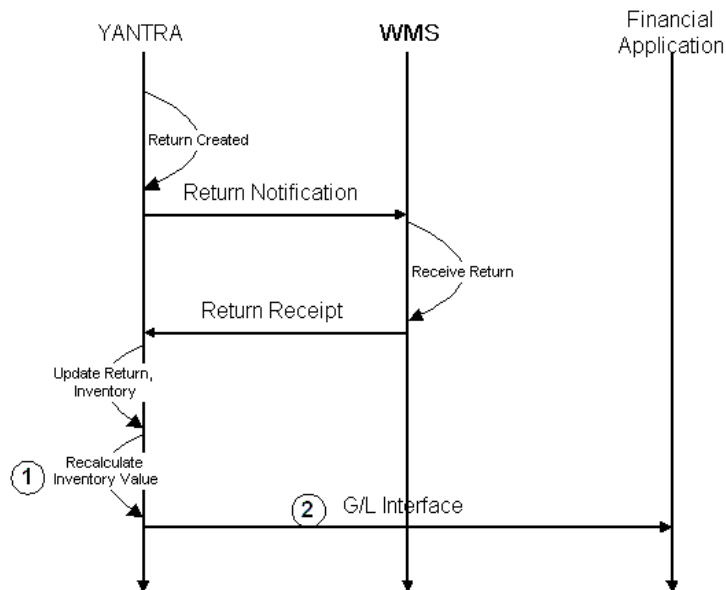 YANTRA
WMS
Financial
Application
Return Created
Return Notification
Receive Return
Return Receipt
Update Return,
Inventory
1
Recalculate
Inventory Value
2
G/L Interface